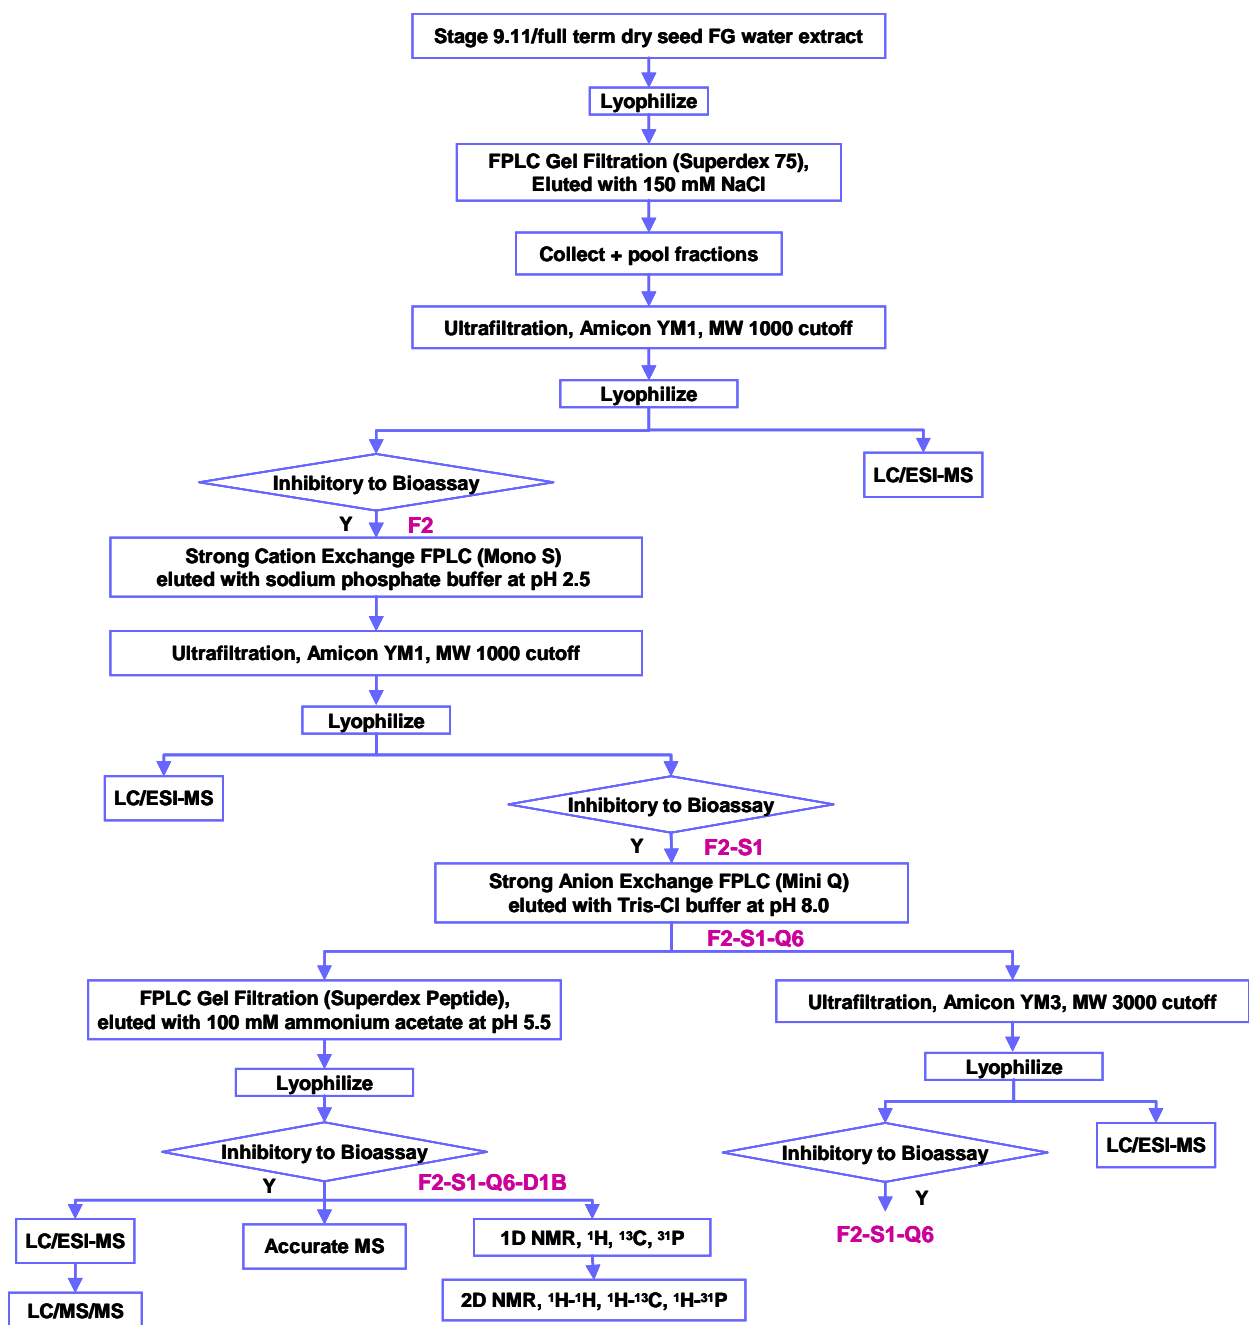 Stage 9.11/full term dry seed FG water extract
Lyophilize
FPLC Gel Filtration (Superdex 75),
Eluted with 150 mM NaCl
Collect + pool fractions
Ultrafiltration, Amicon YM1, MW 1000 cutoff
Lyophilize
Inhibitory to Bioassay
LC/ESI-MS
Y
F2
Strong Cation Exchange FPLC (Mono S)
eluted with sodium phosphate buffer at pH 2.5
Ultrafiltration, Amicon YM1, MW 1000 cutoff
Lyophilize
LC/ESI-MS
Inhibitory to Bioassay
Y
F2-S1
Strong Anion Exchange FPLC (Mini Q)
eluted with Tris-Cl buffer at pH 8.0
F2-S1-Q6
FPLC Gel Filtration (Superdex Peptide),
eluted with 100 mM ammonium acetate at pH 5.5
Ultrafiltration, Amicon YM3, MW 3000 cutoff
Lyophilize
Lyophilize
Inhibitory to Bioassay
Inhibitory to Bioassay
LC/ESI-MS
Y
F2-S1-Q6-D1B
Y
F2-S1-Q6
LC/ESI-MS
Accurate MS
1D NMR, ¹H, ¹³C, ³¹P
LC/MS/MS
2D NMR, ¹H-¹H, ¹H-¹³C, ¹H-³¹P